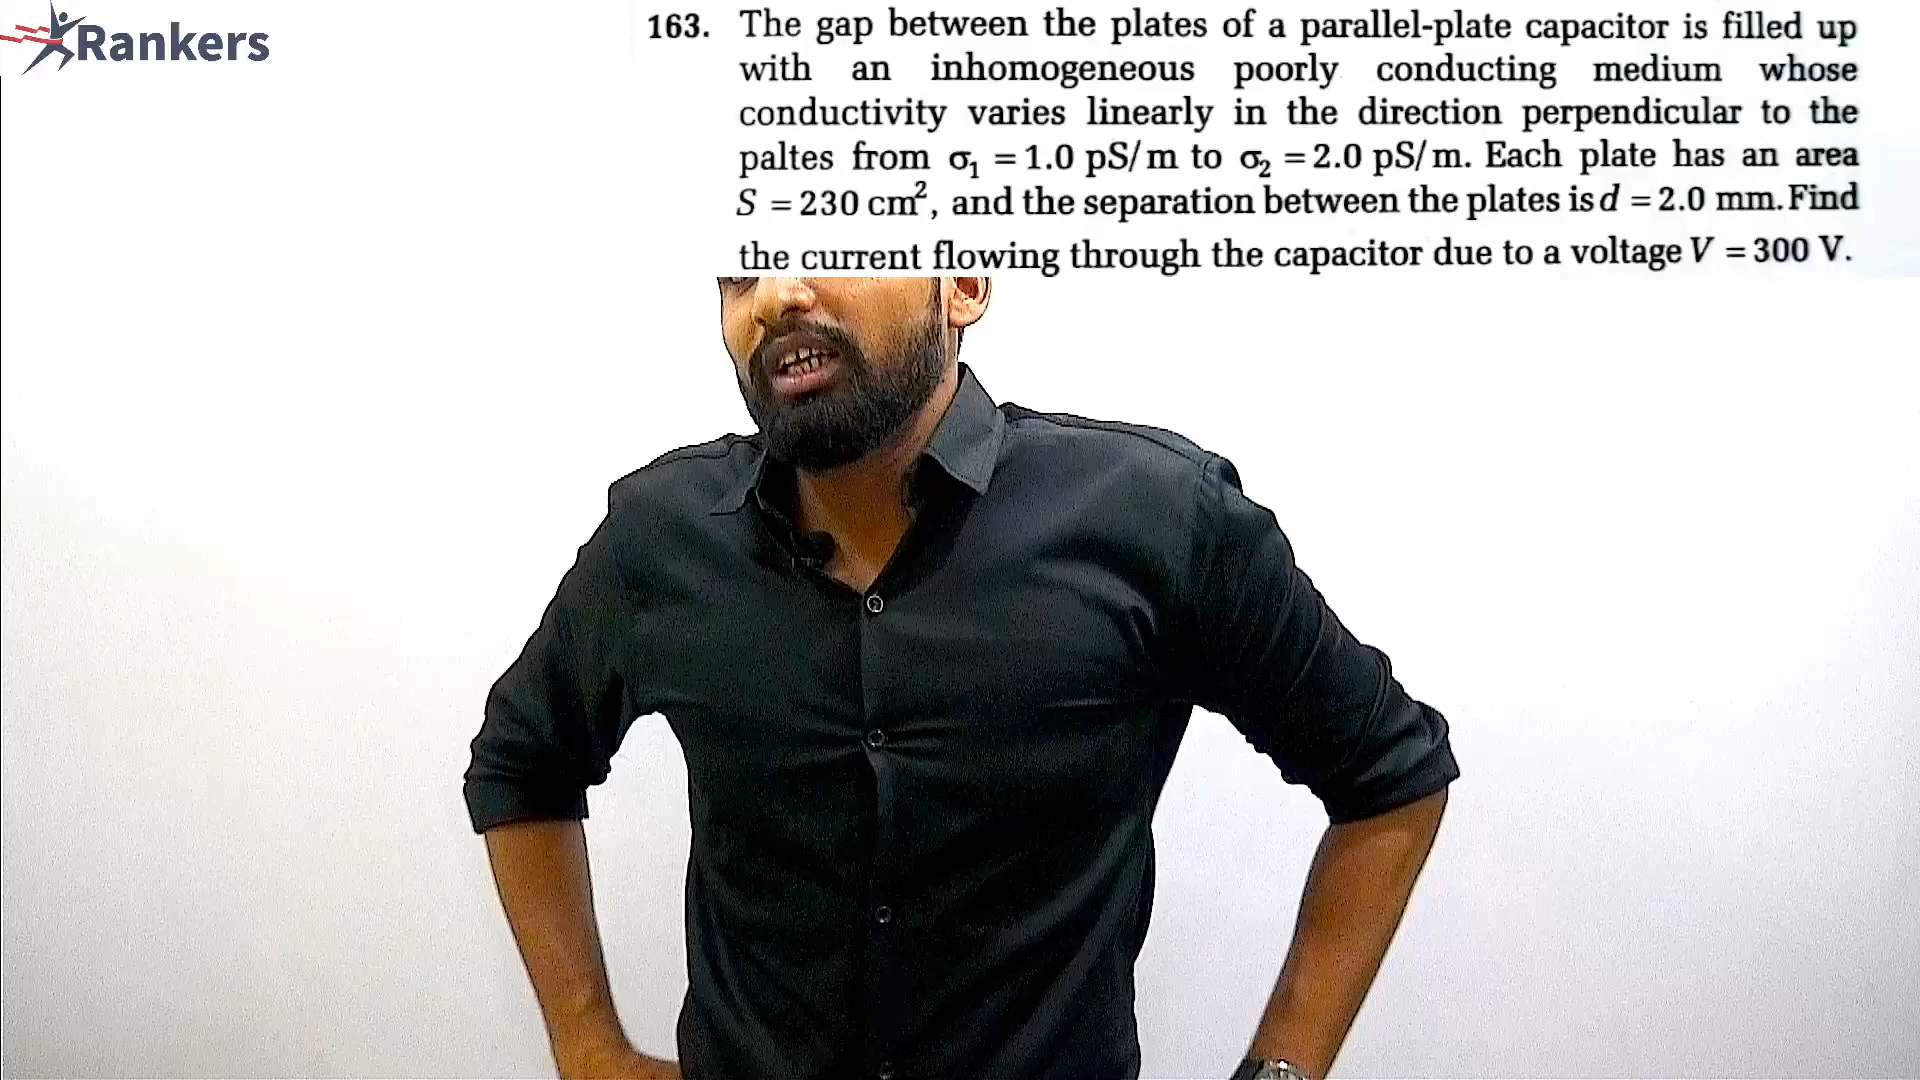 Rankers
163. The gap between the plates of a parallel-plate capacitor is filled up
with an inhomogeneous poorly conducting medium whose
conductivity varies linearly in the direction perpendicular to the
paltes from σ₁ = 1.0 pS/m to σ₂ = 2.0 pS/m. Each plate has an area
S = 230 cm², and the separation between the plates is d = 2.0 mm. Find
the current flowing through the capacitor due to a voltage V = 300 V.